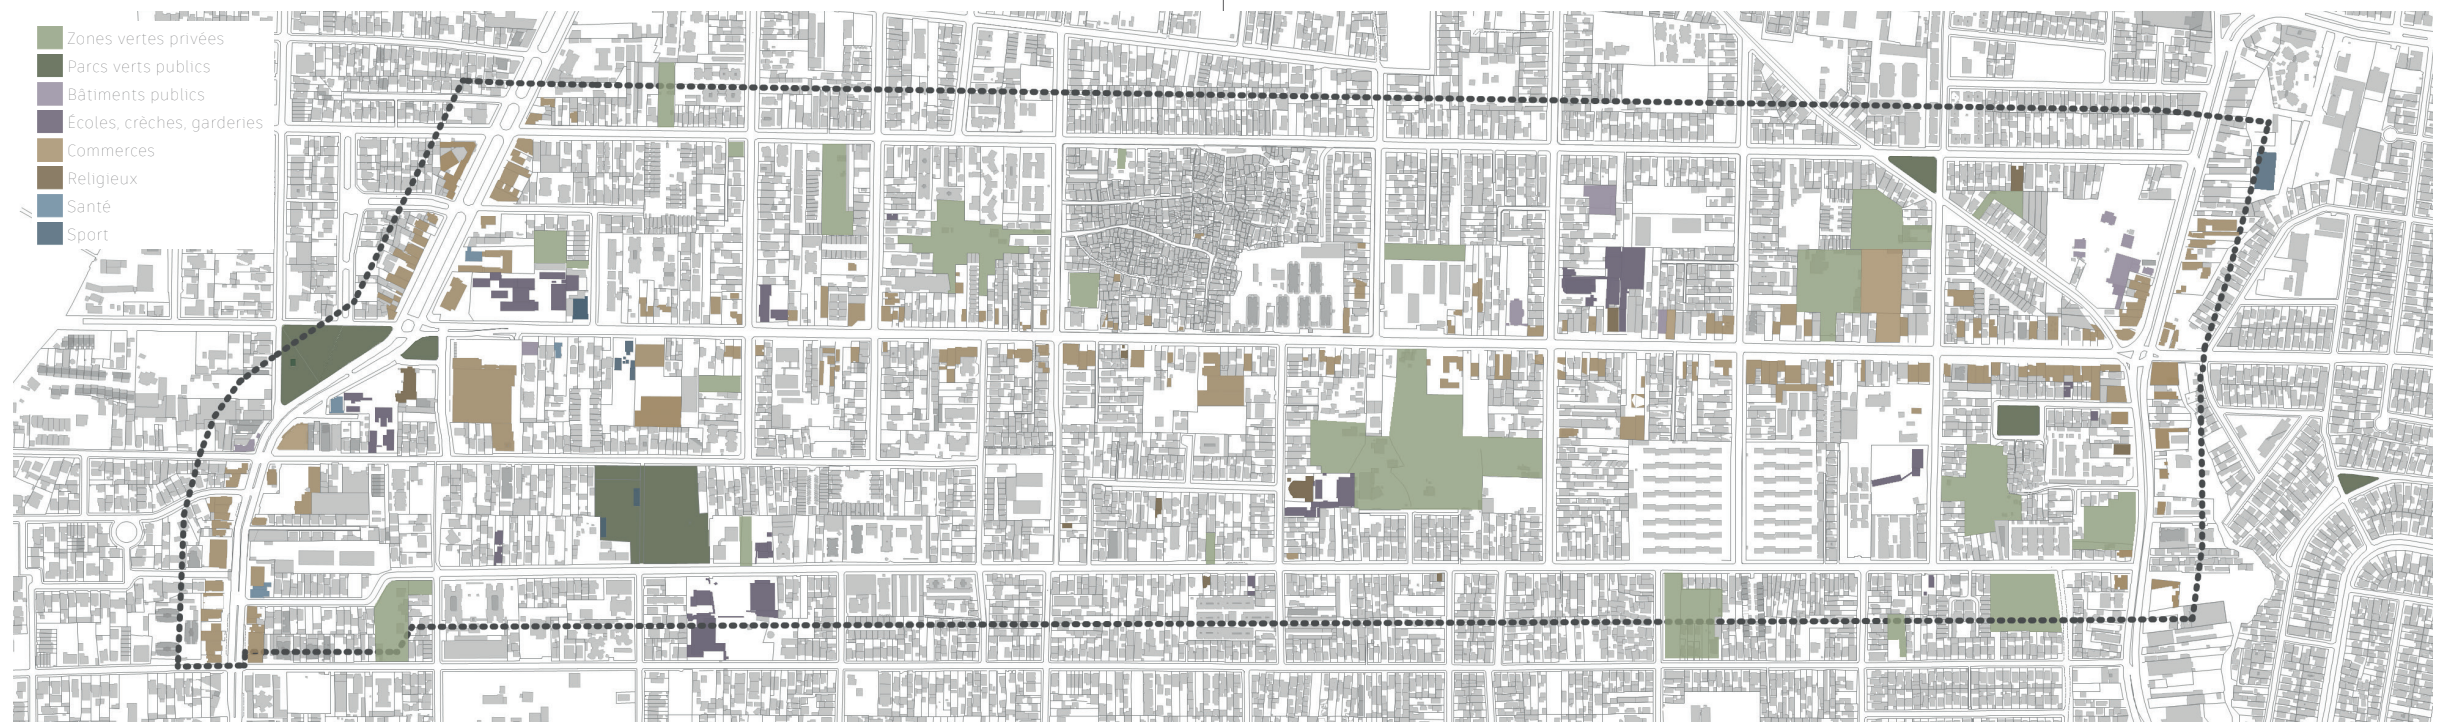 Zones vertes privées
Parcs verts publics
Bâtiments publics
Écoles, crèches, garderies
Commerces
Religieux
Santé
Sport